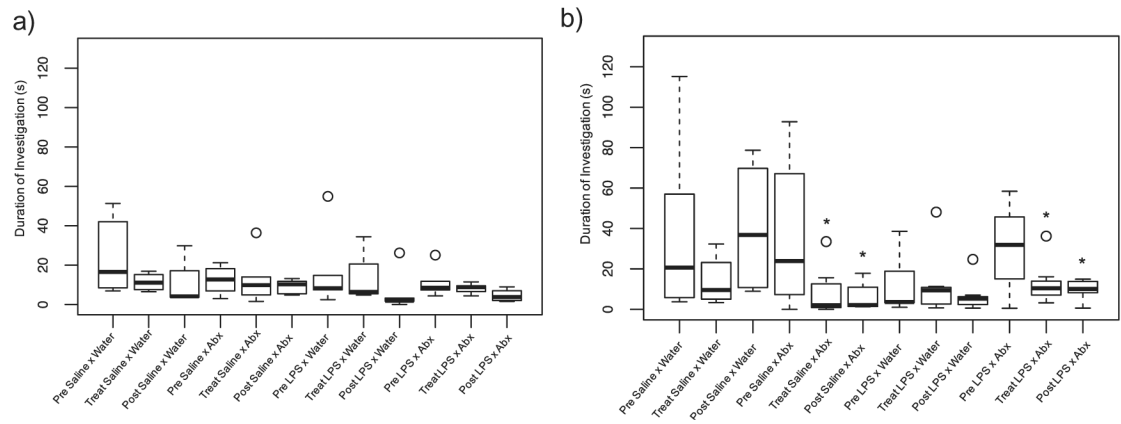 a)
Duration of Investigation (s)
0
20
40
60
80
100
120
Pre Saline x Water
Treat Saline x Water
Post Saline x Water
Pre Saline x Abx
Treat Saline x Abx
Post Saline x Abx
Pre LPS x Water
Treat LPS x Water
Post LPS x Water
Pre LPS x Abx
Treat LPS x Abx
Post LPS x Abx
b)
Duration of Investigation (s)
0
20
40
60
80
100
120
*
*
*
*
Pre Saline x Water
Treat Saline x Water
Post Saline x Water
Pre Saline x Abx
Treat Saline x Abx
Post Saline x Abx
Pre LPS x Water
Treat LPS x Water
Post LPS x Water
Pre LPS x Abx
Treat LPS x Abx
Post LPS x Abx